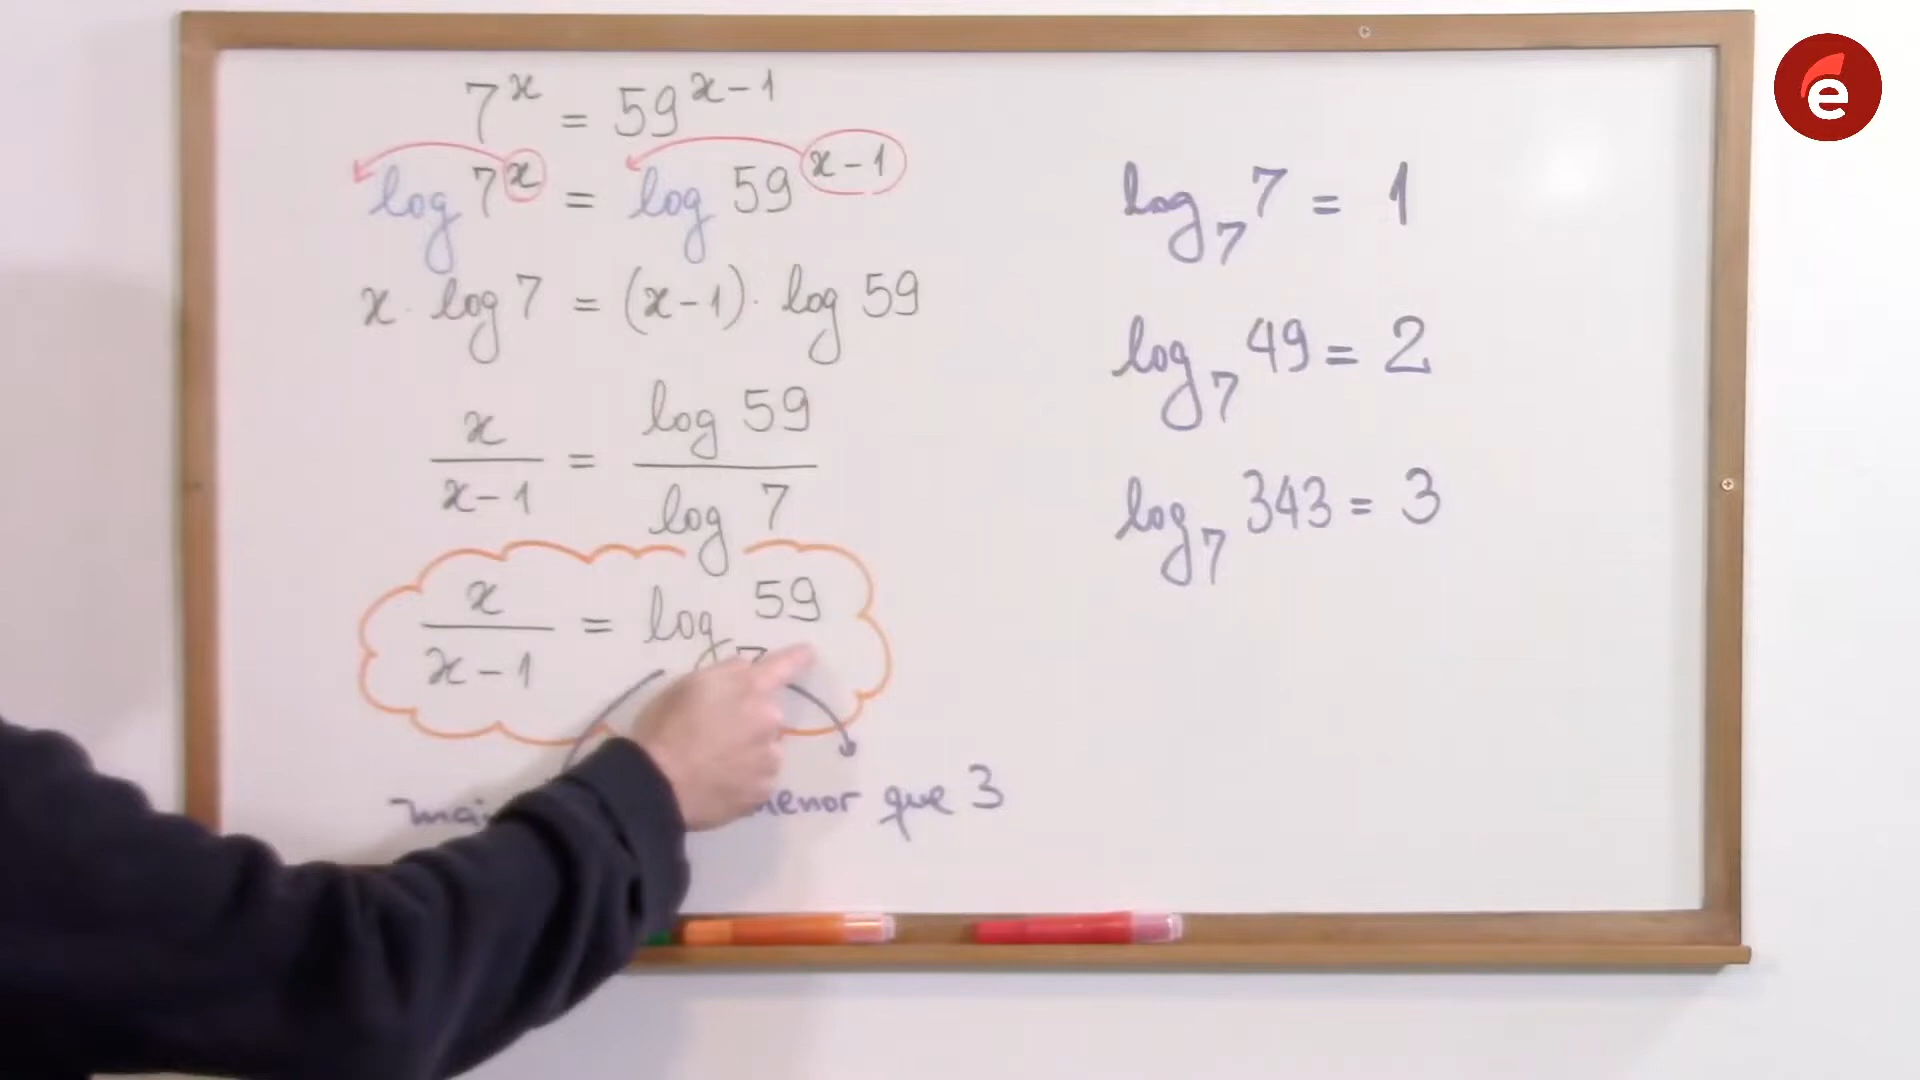 7^x = 59^(x-1)
log 7^x = log 59^(x-1)
x · log 7 = (x-1) · log 59
x/(x-1) = log 59 / log 7
x/(x-1) = log_7 59
menor que 3
log_7 7 = 1
log_7 49 = 2
log_7 343 = 3
e